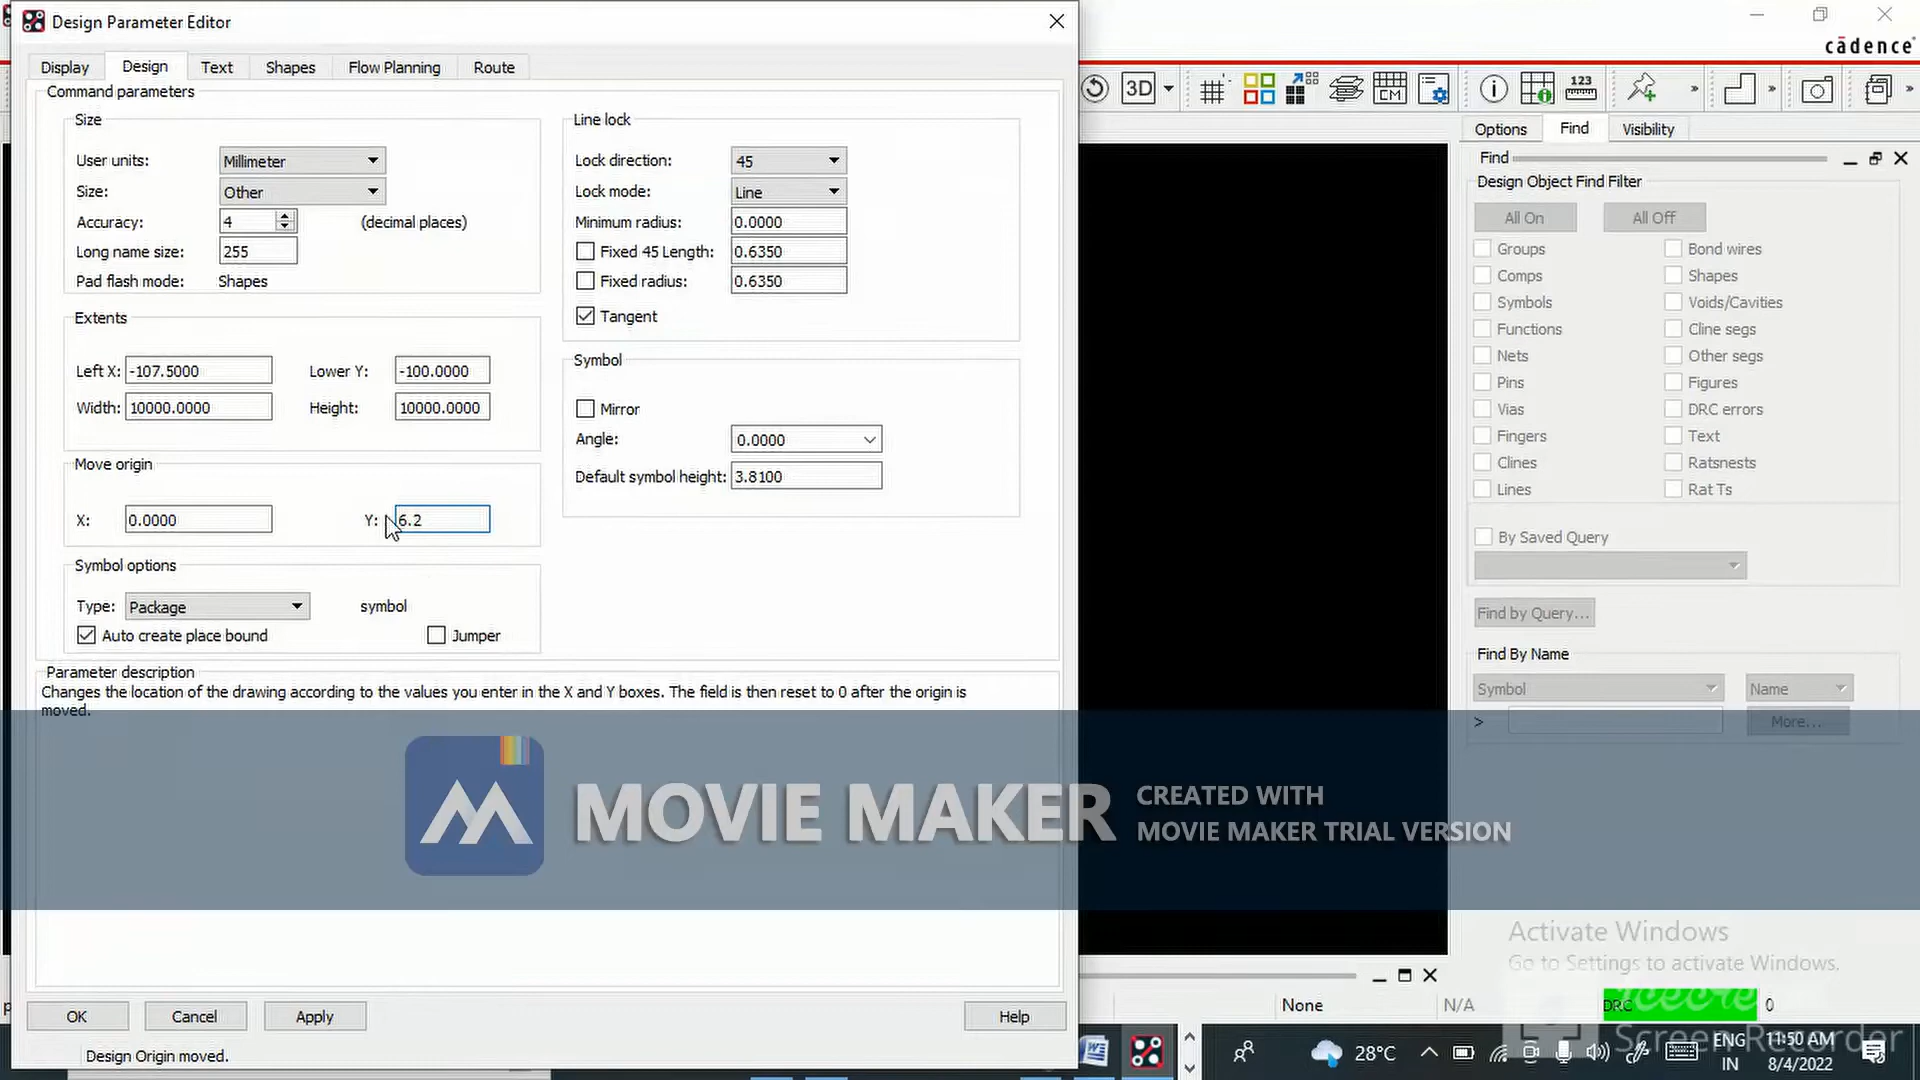 Design Parameter Editor
cādence
Display Design Text Shapes Flow Planning Route
3D
CM
123
Options Find Visibility
Command parameters
Size
User units: Millimeter
Size: Other
Accuracy: 4 (decimal places)
Long name size: 255
Pad flash mode: Shapes
Extents
Left X: -107.5000 Lower Y: -100.0000
Width: 10000.0000 Height: 10000.0000
Move origin
X: 0.0000 Y: 6.2
Symbol options
Type: Package symbol
Auto create place bound Jumper
Line lock
Lock direction: 45
Lock mode: Line
Minimum radius: 0.0000
Fixed 45 Length: 0.6350
Fixed radius: 0.6350
Tangent
Symbol
Mirror
Angle: 0.0000
Default symbol height: 3.8100
Parameter description
Changes the location of the drawing according to the values you enter in the X and Y boxes. The field is then reset to 0 after the origin is
moved.
Find
Design Object Find Filter
All On All Off
Groups Bond wires
Comps Shapes
Symbols Voids/Cavities
Functions Cline segs
Nets Other segs
Pins Figures
Vias DRC errors
Fingers Text
Clines Ratsnests
Lines Rat Ts
By Saved Query
Find by Query...
Find By Name
Symbol Name
> More...
MOVIE MAKER
CREATED WITH
MOVIE MAKER TRIAL VERSION
Activate Windows
Go to Settings to activate Windows.
OK Cancel Apply Help
Design Origin moved.
None N/A DRC 0
Screen Recorder
28°C
ENG
IN
11:50 AM
8/4/2022